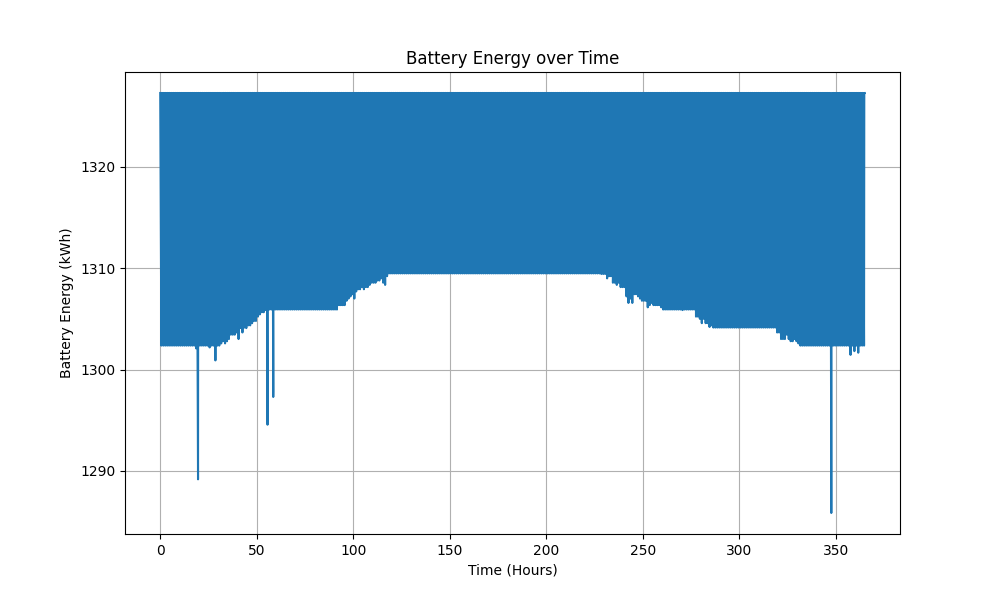 Battery Energy over Time
Battery Energy (kWh)
1320
1310
1300
1290
0 50 100 150 200 250 300 350
Time (Hours)